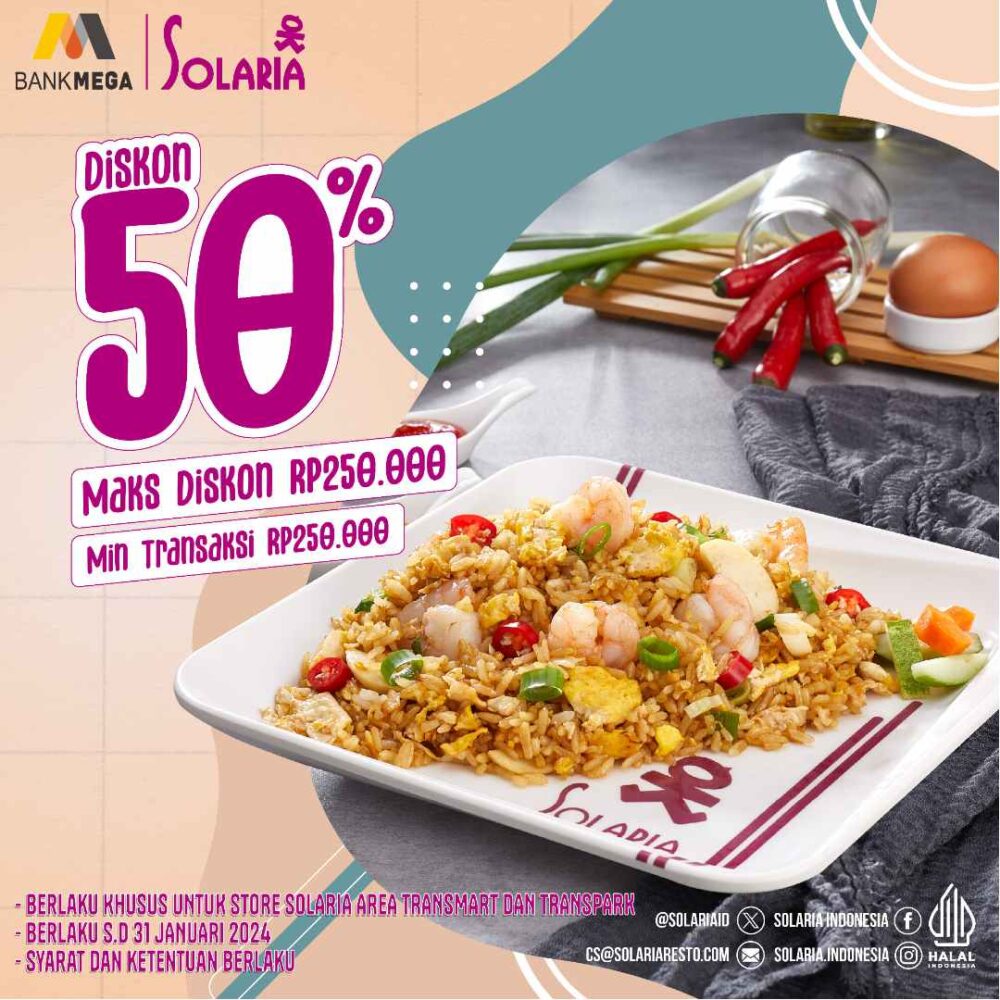 BANKMEGA
SOLARIA
DISKON
50%
MAKS DISKON RP250.000
MIN TRANSAKSI RP250.000
SOLARIA
- BERLAKU KHUSUS UNTUK STORE SOLARIA AREA TRANSMART DAN TRANSPARK
- BERLAKU S.D 31 JANUARI 2024
- SYARAT DAN KETENTUAN BERLAKU
@SOLARIAID SOLARIA INDONESIA
CS@SOLARIARESTO.COM SOLARIA.INDONESIA
HALAL
INDONESIA